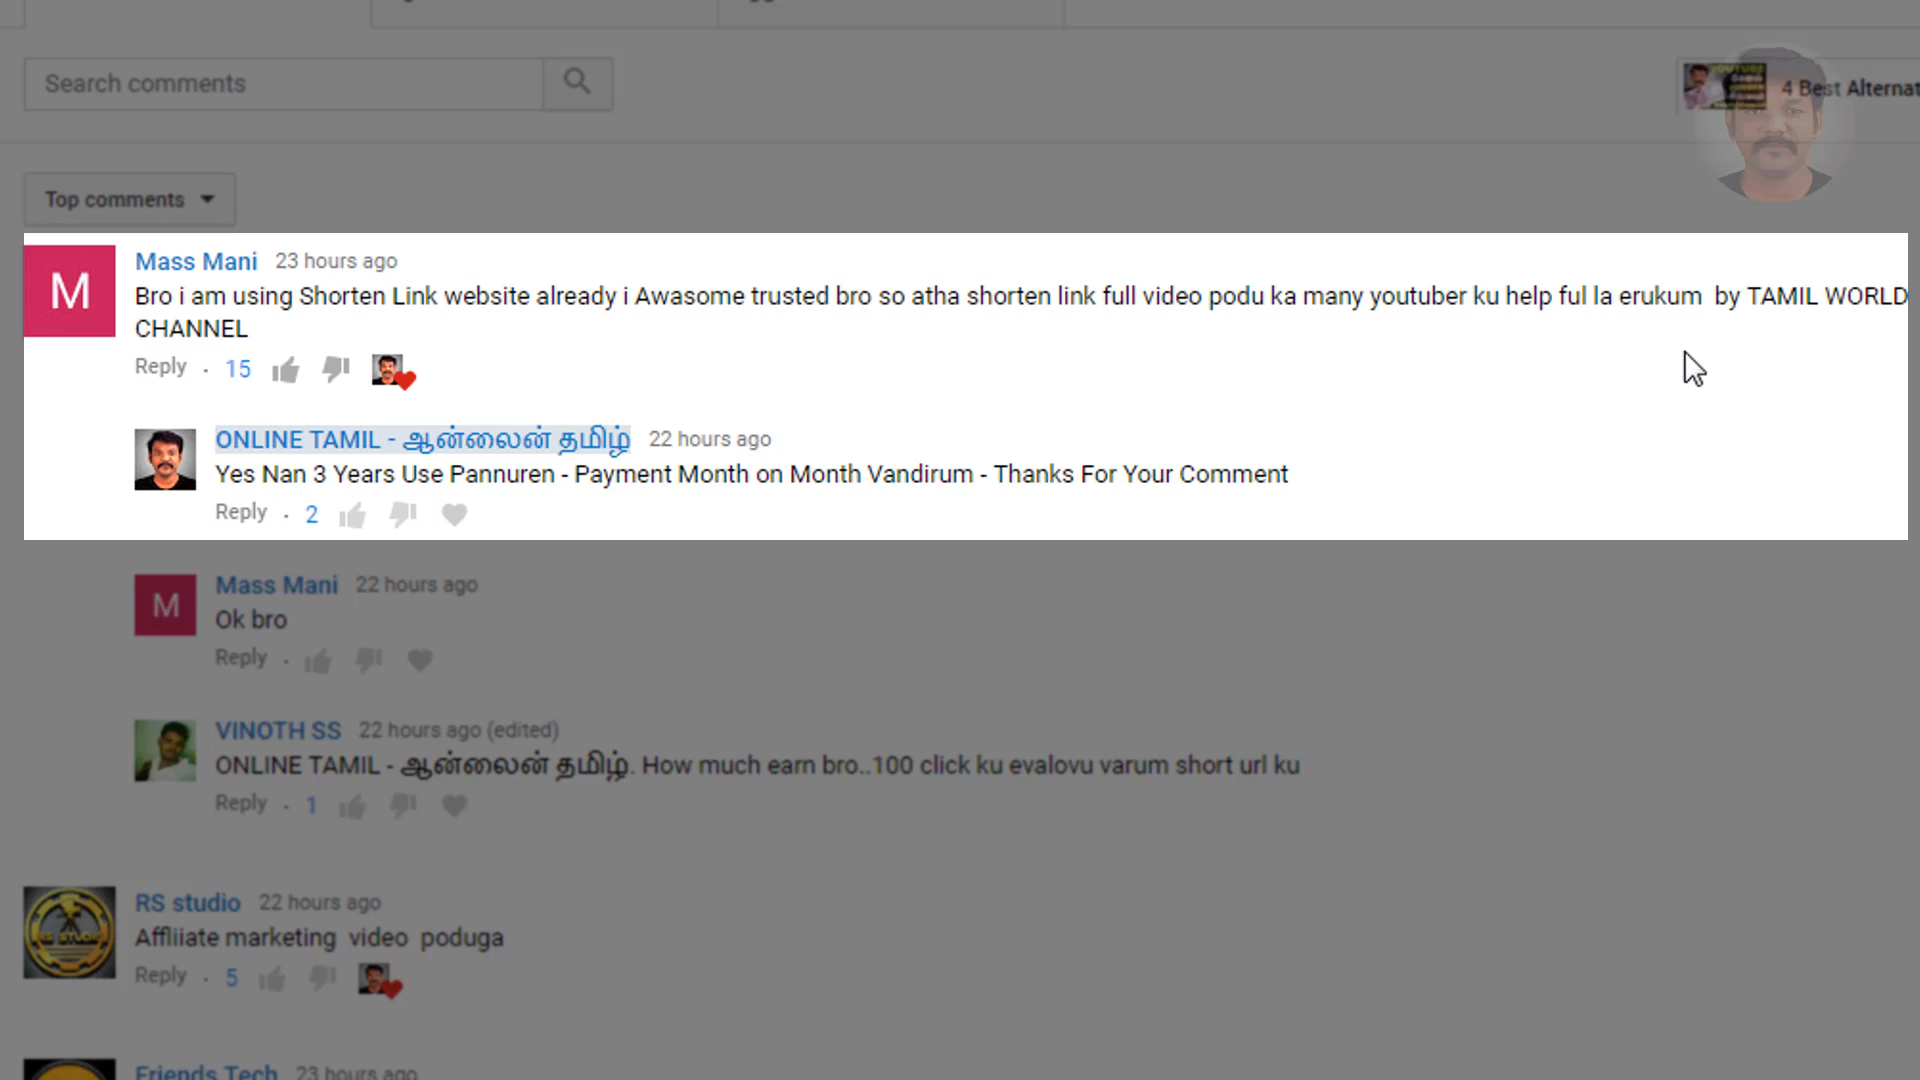 Search comments
4 Best Alternat
Top comments
M
Mass Mani 23 hours ago
Bro i am using Shorten Link website already i Awasome trusted bro so atha shorten link full video podu ka many youtuber ku help ful la erukum by TAMIL WORLD
CHANNEL
Reply . 15
ONLINE TAMIL - ஆன்லைன் தமிழ் 22 hours ago
Yes Nan 3 Years Use Pannuren - Payment Month on Month Vandirum - Thanks For Your Comment
Reply . 2
M
Mass Mani 22 hours ago
Ok bro
Reply .
VINOTH SS 22 hours ago (edited)
ONLINE TAMIL - ஆன்லைன் தமிழ். How much earn bro..100 click ku evalovu varum short url ku
Reply . 1
RS studio 22 hours ago
Affliiate marketing video poduga
Reply . 5
Friends Tech 23 hours ago